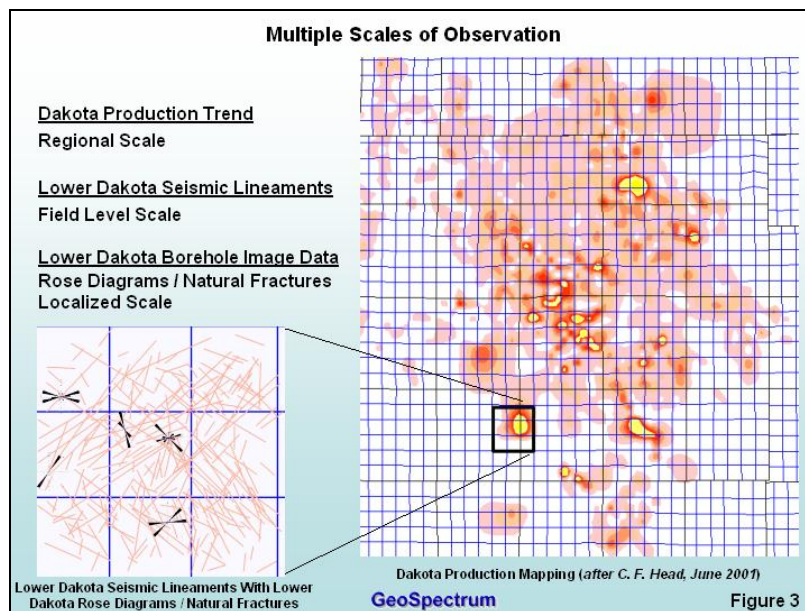 Multiple Scales of Observation
Dakota Production Trend
Regional Scale
Lower Dakota Seismic Lineaments
Field Level Scale
Lower Dakota Borehole Image Data
Rose Diagrams / Natural Fractures
Localized Scale
Lower Dakota Seismic Lineaments With Lower
Dakota Rose Diagrams / Natural Fractures
Dakota Production Mapping (after C. F. Head, June 2001)
GeoSpectrum
Figure 3